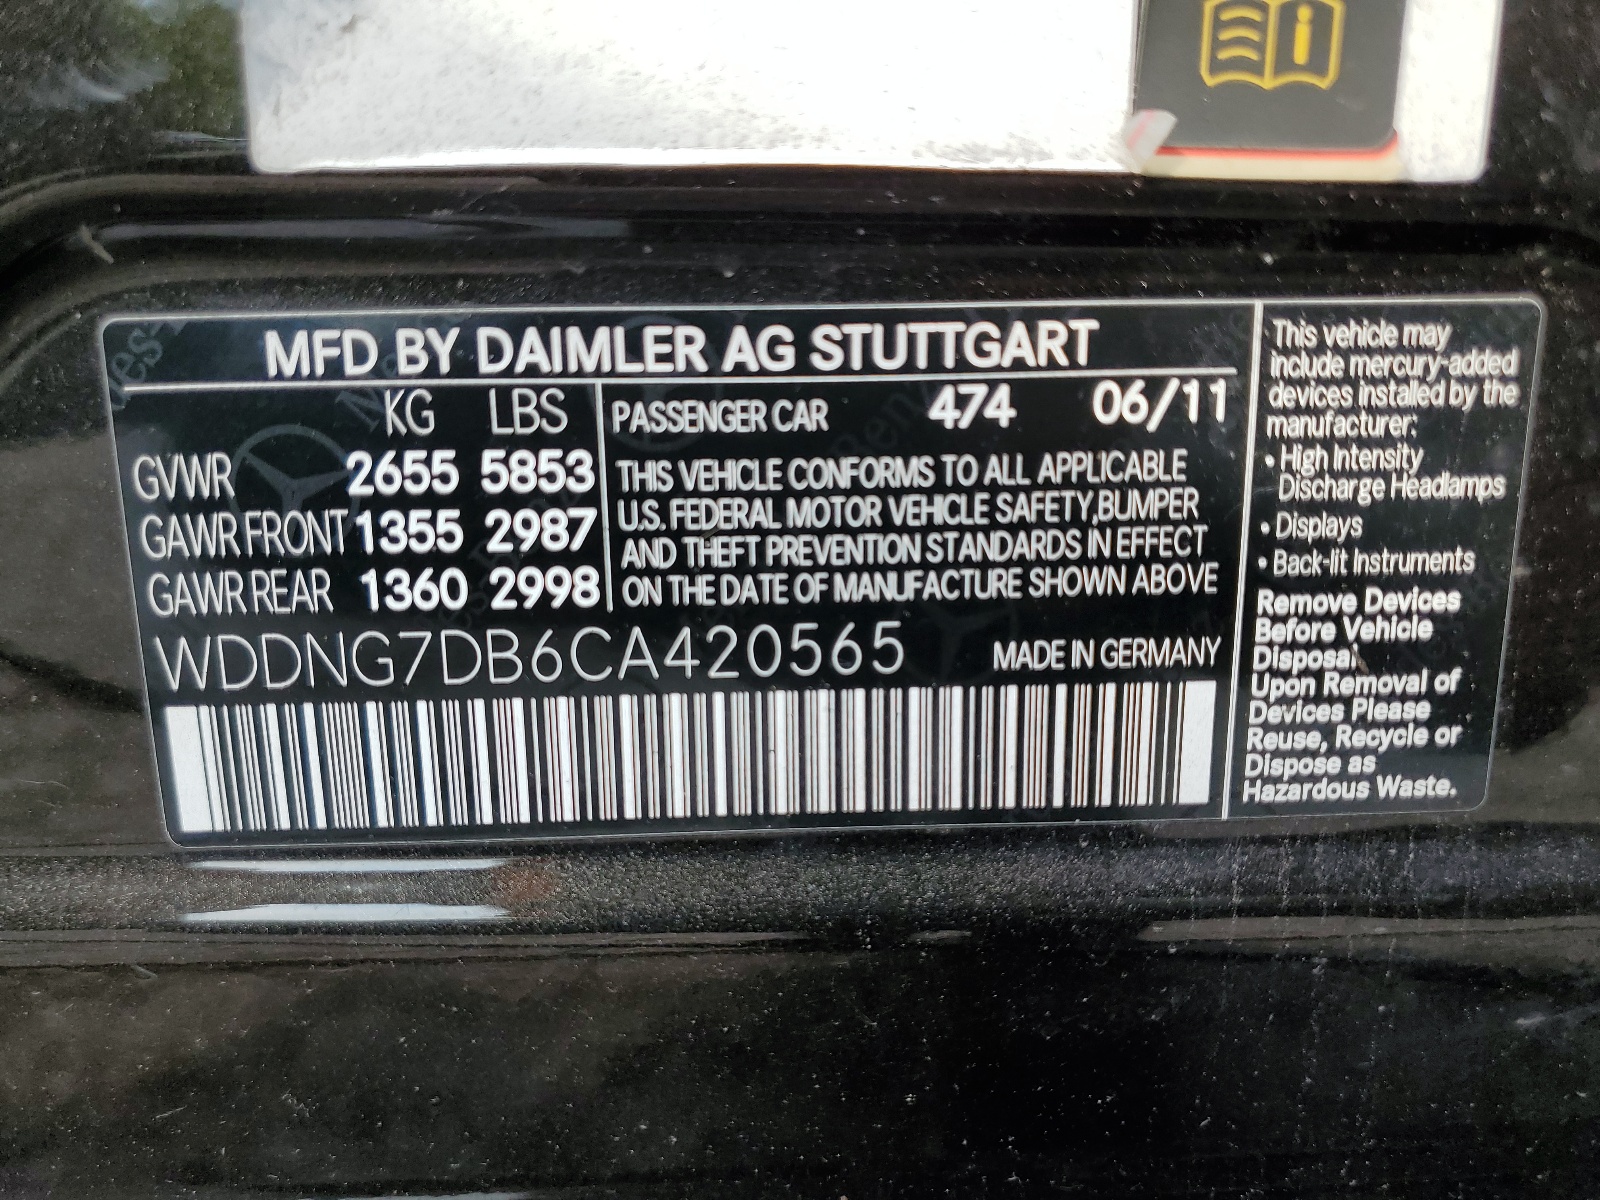 MFD BY DAIMLER AG STUTTGART
KG LBS
GVWR 2655 5853
GAWR FRONT 1355 2987
GAWR REAR 1360 2998
PASSENGER CAR 474 06/11
THIS VEHICLE CONFORMS TO ALL APPLICABLE
U.S. FEDERAL MOTOR VEHICLE SAFETY,BUMPER
AND THEFT PREVENTION STANDARDS IN EFFECT
ON THE DATE OF MANUFACTURE SHOWN ABOVE
WDDNG7DB6CA420565
MADE IN GERMANY
This vehicle may
include mercury-added
devices installed by the
manufacturer:
• High Intensity
Discharge Headlamps
• Displays
• Back-lit Instruments
Remove Devices
Before Vehicle
Disposal
Upon Removal of
Devices Please
Reuse, Recycle or
Dispose as
Hazardous Waste.